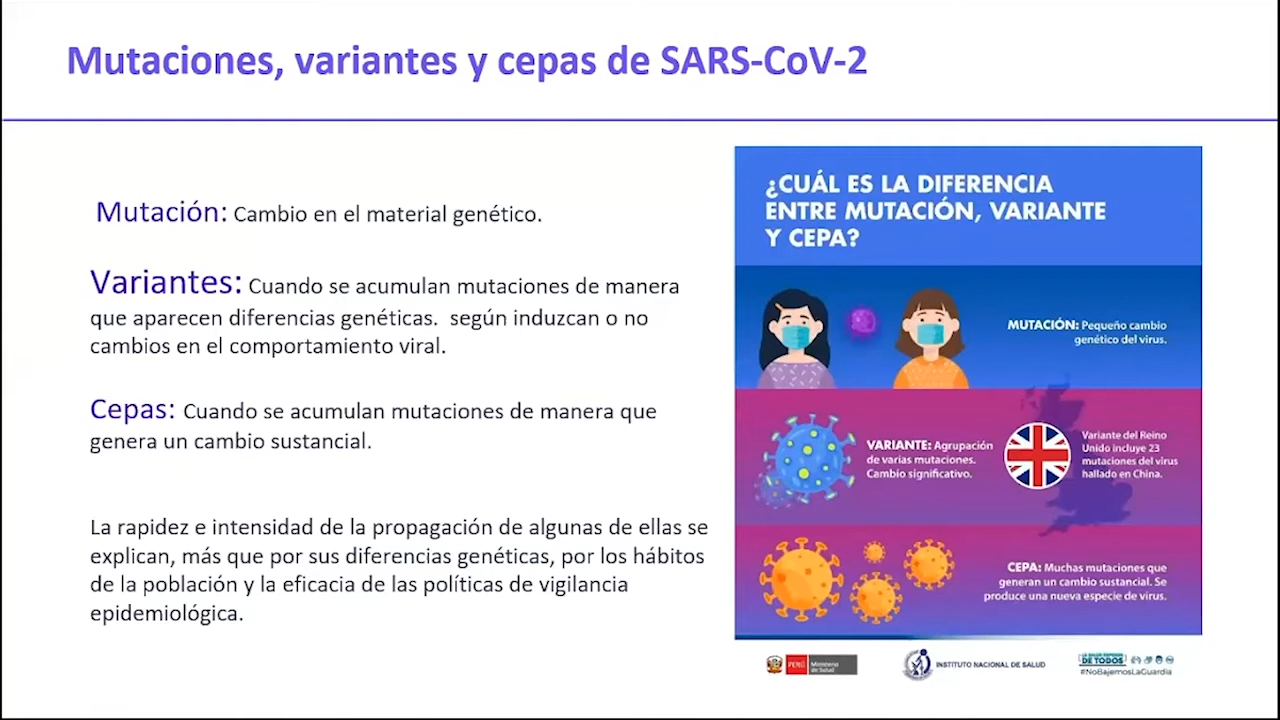 Mutaciones, variantes y cepas de SARS-CoV-2
Mutación: Cambio en el material genético.
Variantes: Cuando se acumulan mutaciones de manera
que aparecen diferencias genéticas.  según induzcan o no
cambios en el comportamiento viral.
Cepas: Cuando se acumulan mutaciones de manera que
genera un cambio sustancial.
La rapidez e intensidad de la propagación de algunas de ellas se
explican, más que por sus diferencias genéticas, por los hábitos
de la población y la eficacia de las políticas de vigilancia
epidemiológica.
¿CUÁL ES LA DIFERENCIA
ENTRE MUTACIÓN, VARIANTE
Y CEPA?
MUTACIÓN: Pequeño cambio
genético del virus.
VARIANTE: Agrupación
de varias mutaciones.
Cambio significativo.
Variante del Reino
Unido incluye 23
mutaciones del virus
hallado en China.
CEPA: Muchas mutaciones que
generan un cambio sustancial. Se
produce una nueva especie de virus.
PERÚ
Ministerio
de Salud
INSTITUTO NACIONAL DE SALUD
DE TODOS
#NoBajemosLaGuardia